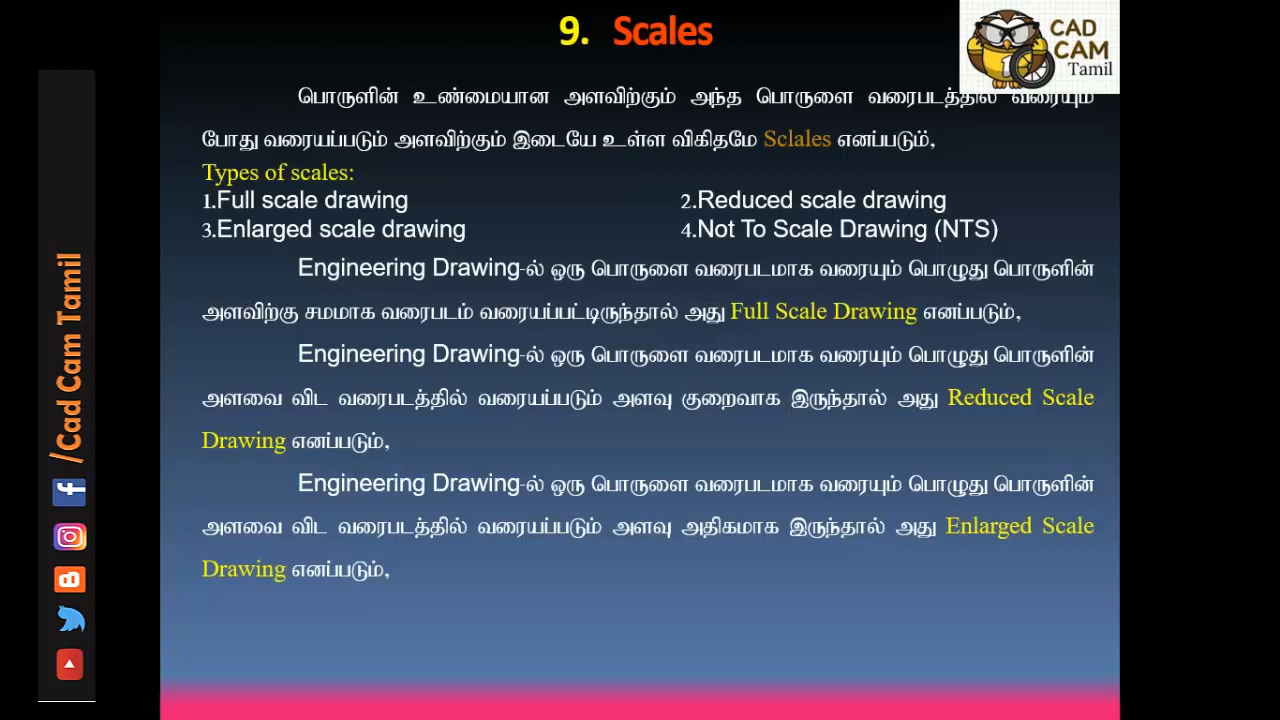 9. Scales
CAD
CAM
Tamil
பொருளின் உண்மையான அளவிற்கும் அந்த பொருளை வரைபடத்தில் வரையும்
போது வரையப்படும் அளவிற்கும் இடையே உள்ள விகிதமே Sclales எனப்படும்,
Types of scales:
1.Full scale drawing 2.Reduced scale drawing
3.Enlarged scale drawing 4.Not To Scale Drawing (NTS)
Engineering Drawing-ல் ஒரு பொருளை வரைபடமாக வரையும் பொழுது பொருளின்
அளவிற்கு சமமாக வரைபடம் வரையப்பட்டிருந்தால் அது Full Scale Drawing எனப்படும்,
Engineering Drawing-ல் ஒரு பொருளை வரைபடமாக வரையும் பொழுது பொருளின்
அளவை விட வரைபடத்தில் வரையப்படும் அளவு குறைவாக இருந்தால் அது Reduced Scale
Drawing எனப்படும்,
Engineering Drawing-ல் ஒரு பொருளை வரைபடமாக வரையும் பொழுது பொருளின்
அளவை விட வரைபடத்தில் வரையப்படும் அளவு அதிகமாக இருந்தால் அது Enlarged Scale
Drawing எனப்படும்,
/Cad Cam Tamil